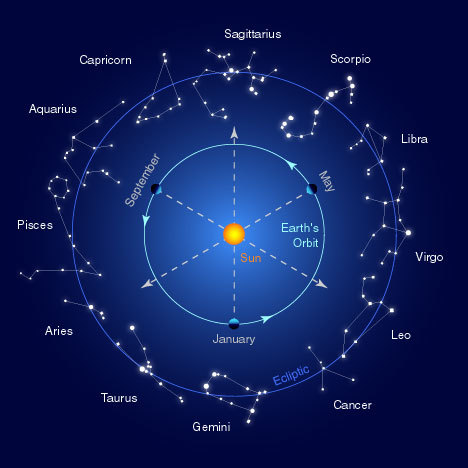 Sagittarius
Capricorn
Scorpio
Aquarius
Libra
September
May
Pisces
Earth's
Orbit
Virgo
Sun
Aries
January
Leo
Ecliptic
Taurus
Cancer
Gemini